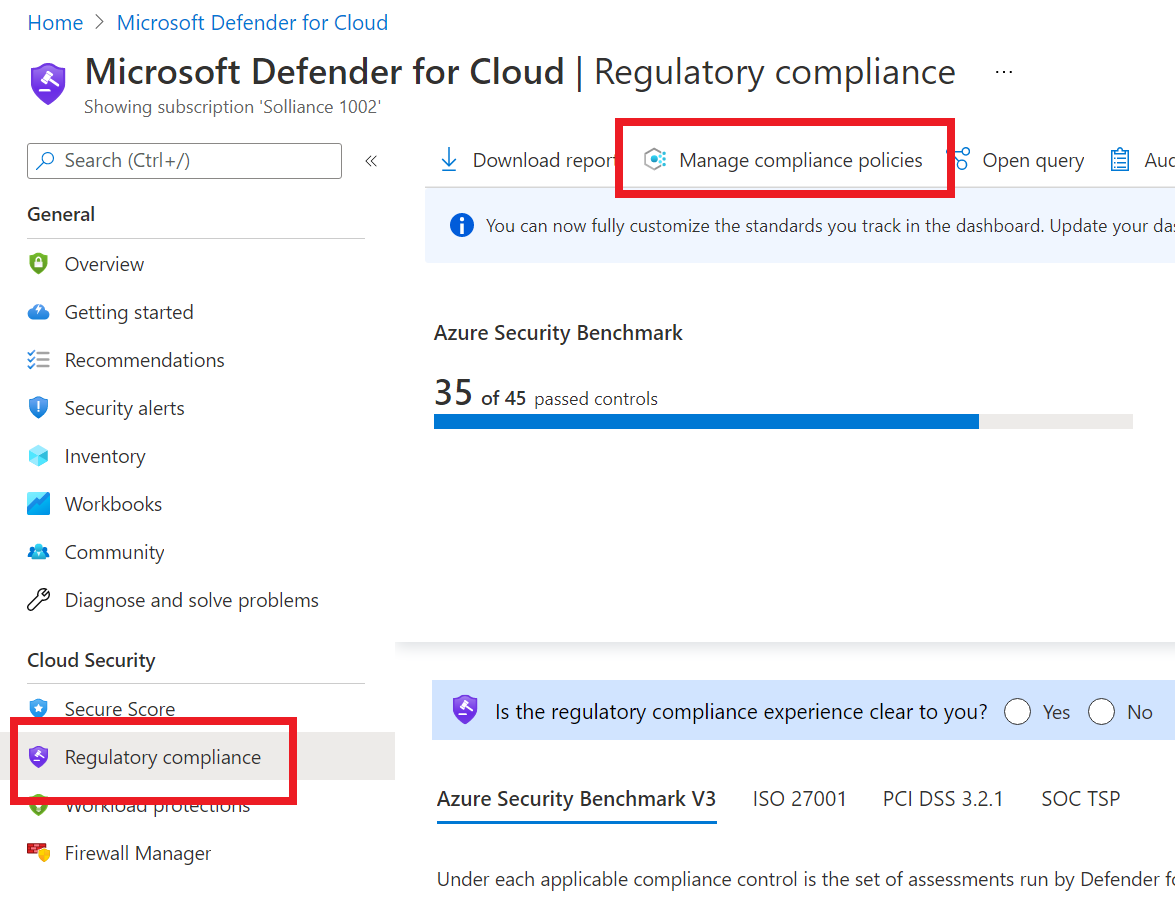 Home > Microsoft Defender for Cloud
Microsoft Defender for Cloud | Regulatory compliance ...
Showing subscription 'Solliance 1002'
Search (Ctrl+/)
«
General
Overview
Getting started
Recommendations
Security alerts
Inventory
Workbooks
Community
Diagnose and solve problems
Cloud Security
Secure Score
Regulatory compliance
Workload protections
Firewall Manager
Download report Manage compliance policies Open query
You can now fully customize the standards you track in the dashboard. Update your
Azure Security Benchmark
35 of 45 passed controls
Is the regulatory compliance experience clear to you? Yes No
Azure Security Benchmark V3 ISO 27001 PCI DSS 3.2.1 SOC TSP
Under each applicable compliance control is the set of assessments run by Defender